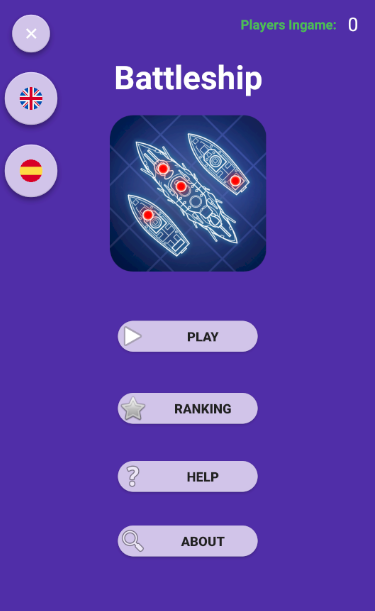 Players Ingame: 0
Battleship
PLAY
RANKING
HELP
ABOUT